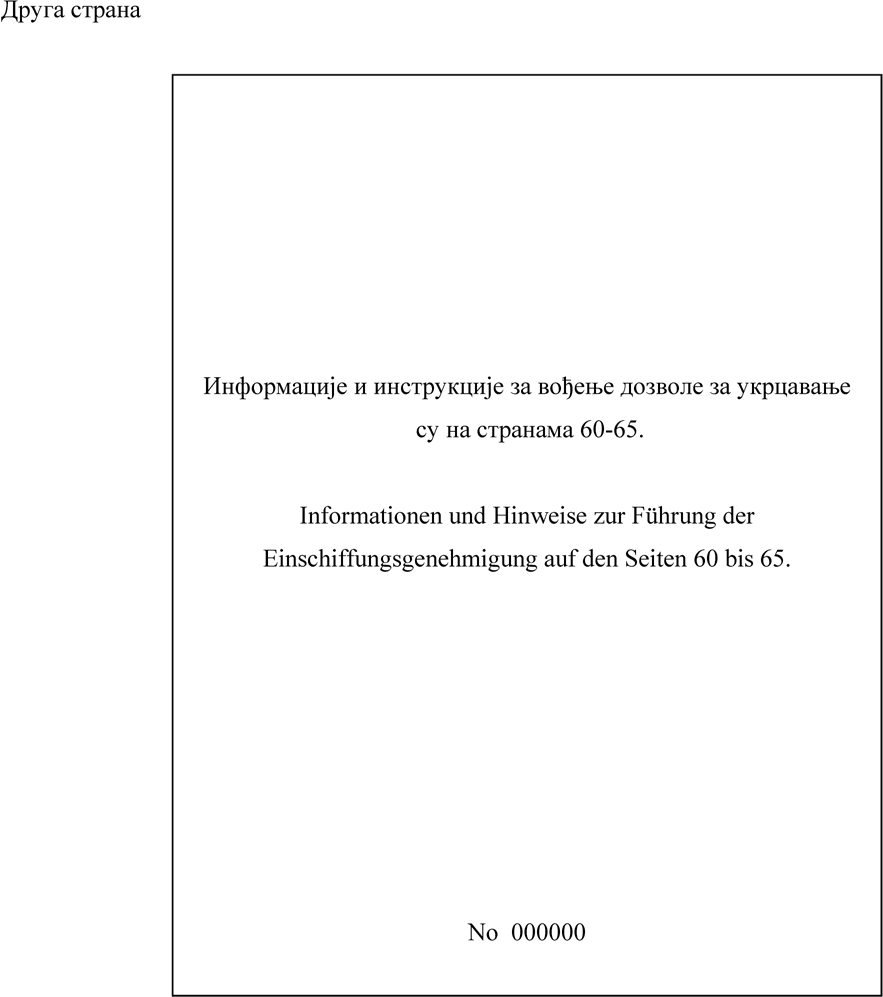 Друга страна
Информације и инструкције за вођење дозволе за укрцавање
су на странама 60-65.
Informationen und Hinweise zur Führung der
Einschiffungsgenehmigung auf den Seiten 60 bis 65.
No 000000